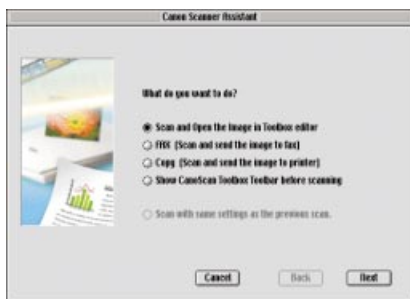 Canon Scanner Assistant
What do you want to do?
Scan and Open the Image in Toolbox editor
FAX (Scan and send the image to fax)
Copy (Scan and send the image to printer)
Show CanoScan Toolbox Toolbar before scanning
Scan with same settings as the previous scan.
Cancel
Back
Next